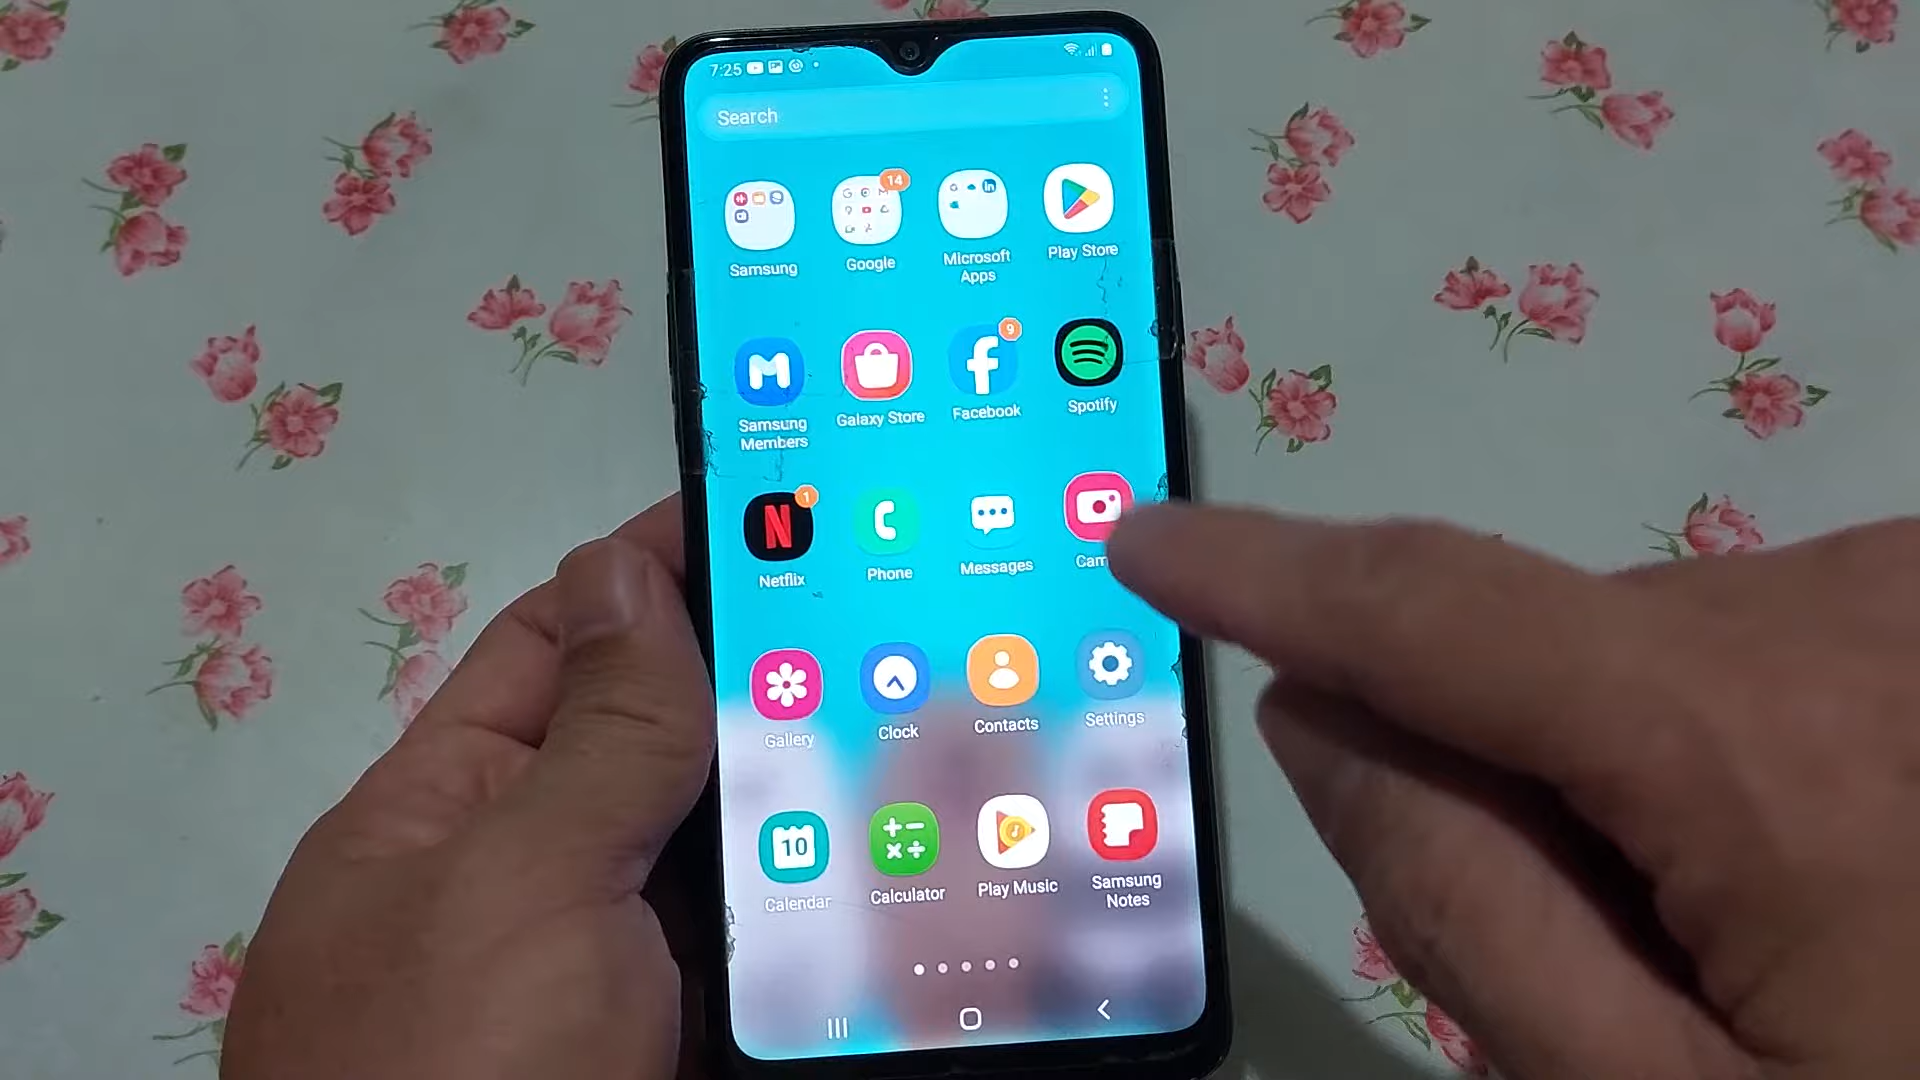 7:25
Search
14
Samsung
Google
Microsoft
Apps
Play Store
9
Samsung
Members
Galaxy Store
Facebook
Spotify
1
Netflix
Phone
Messages
Cam
Gallery
Clock
Contacts
Settings
10
Calendar
Calculator
Play Music
Samsung
Notes